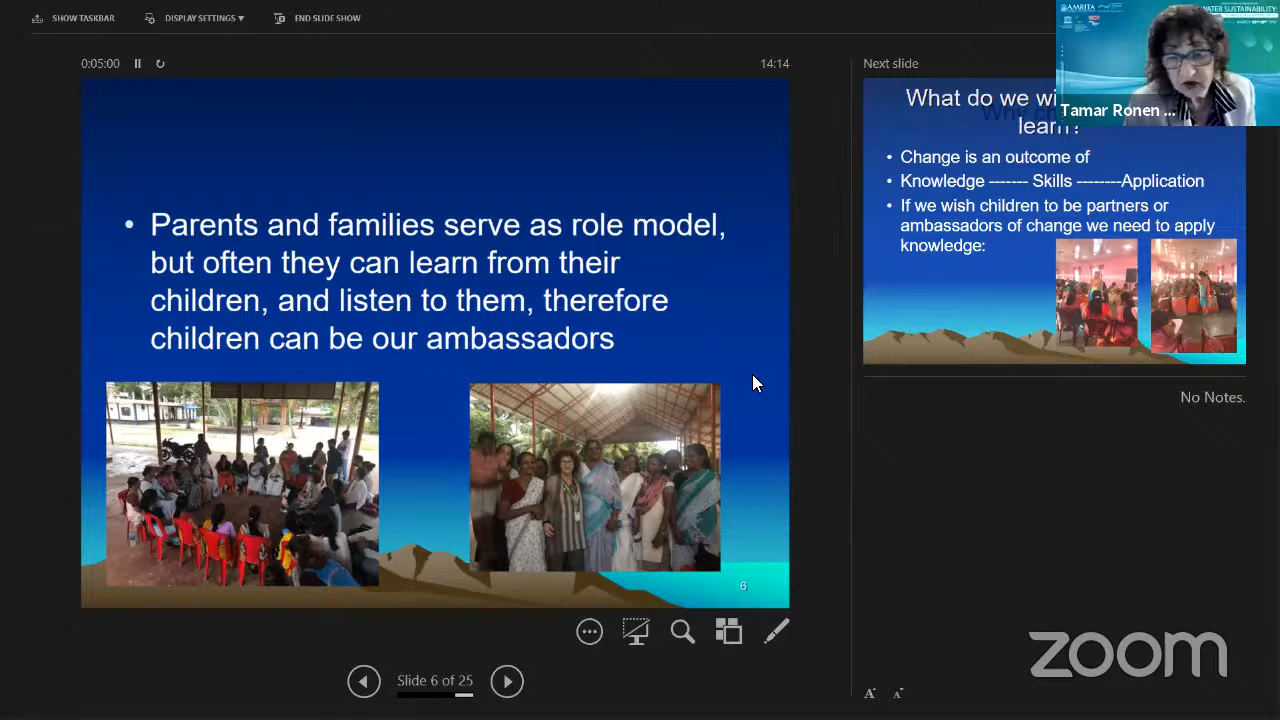 SHOW TASKBAR
DISPLAY SETTINGS ▼
END SLIDE SHOW
0:05:00
14:14
• Parents and families serve as role model,
but often they can learn from their
children, and listen to them, therefore
children can be our ambassadors
6
Slide 6 of 25
Next slide
What do we wi
learn?
• Change is an outcome of
• Knowledge ------- Skills --------Application
• If we wish children to be partners or
ambassadors of change we need to apply
knowledge:
No Notes.
AMRITA
WATER SUSTAINABILITY:
Tamar Ronen ...
zoom